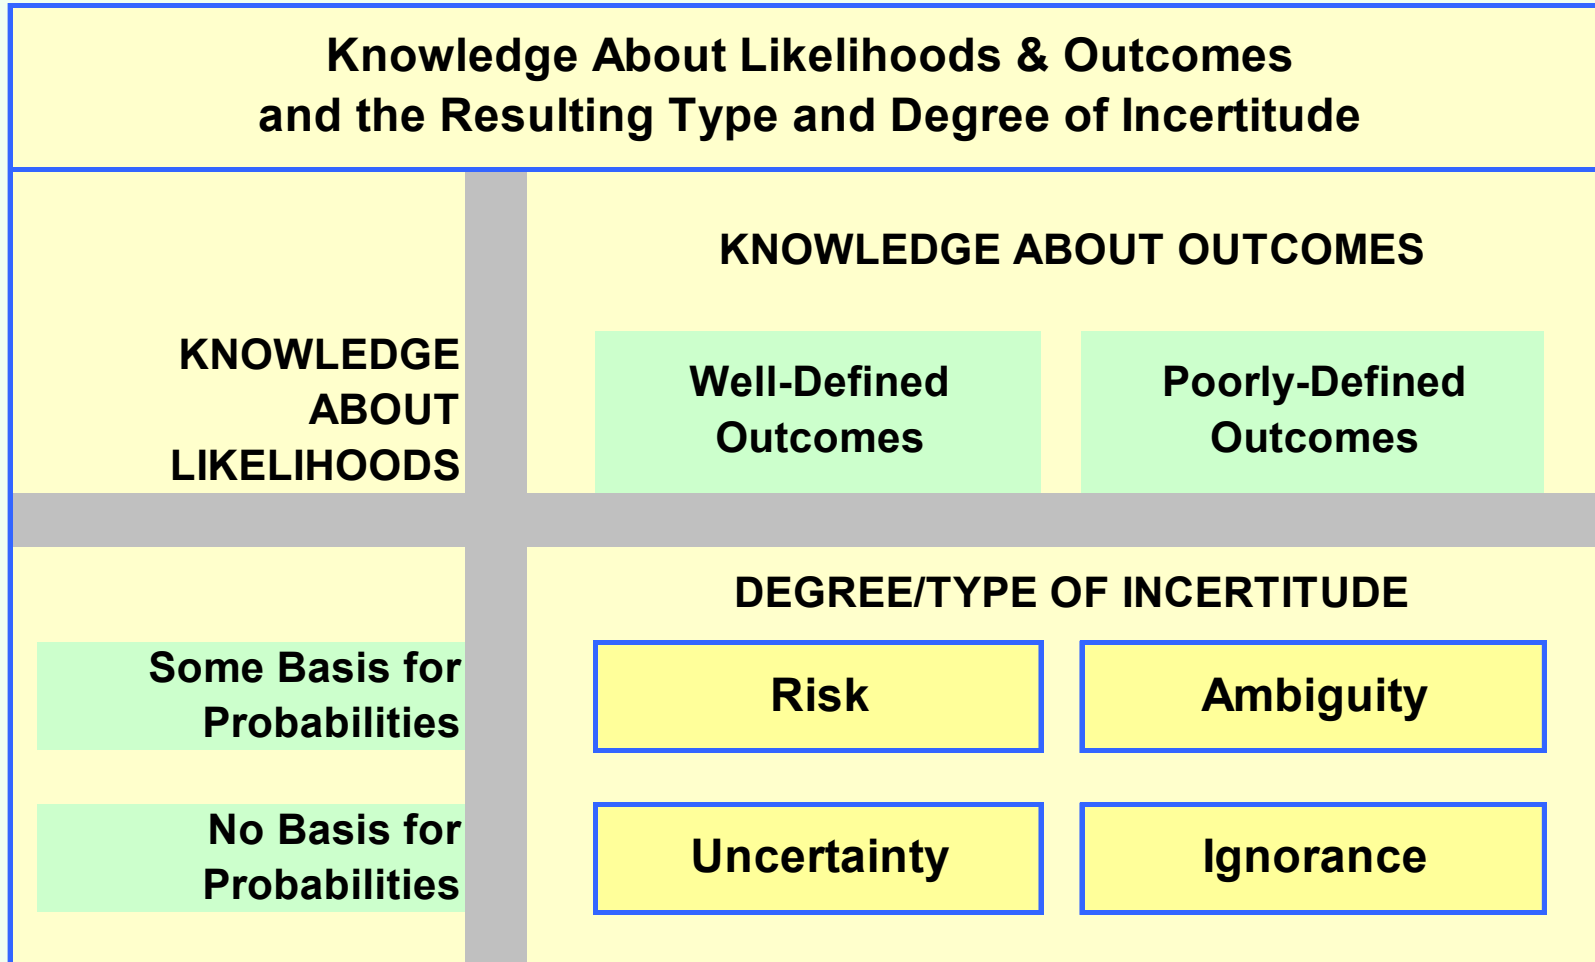 Knowledge About Likelihoods & Outcomes
and the Resulting Type and Degree of Incertitude
KNOWLEDGE ABOUT OUTCOMES
KNOWLEDGE
ABOUT
LIKELIHOODS
Well-Defined
Outcomes
Poorly-Defined
Outcomes
DEGREE/TYPE OF INCERTITUDE
Some Basis for
Probabilities
Risk
Ambiguity
No Basis for
Probabilities
Uncertainty
Ignorance